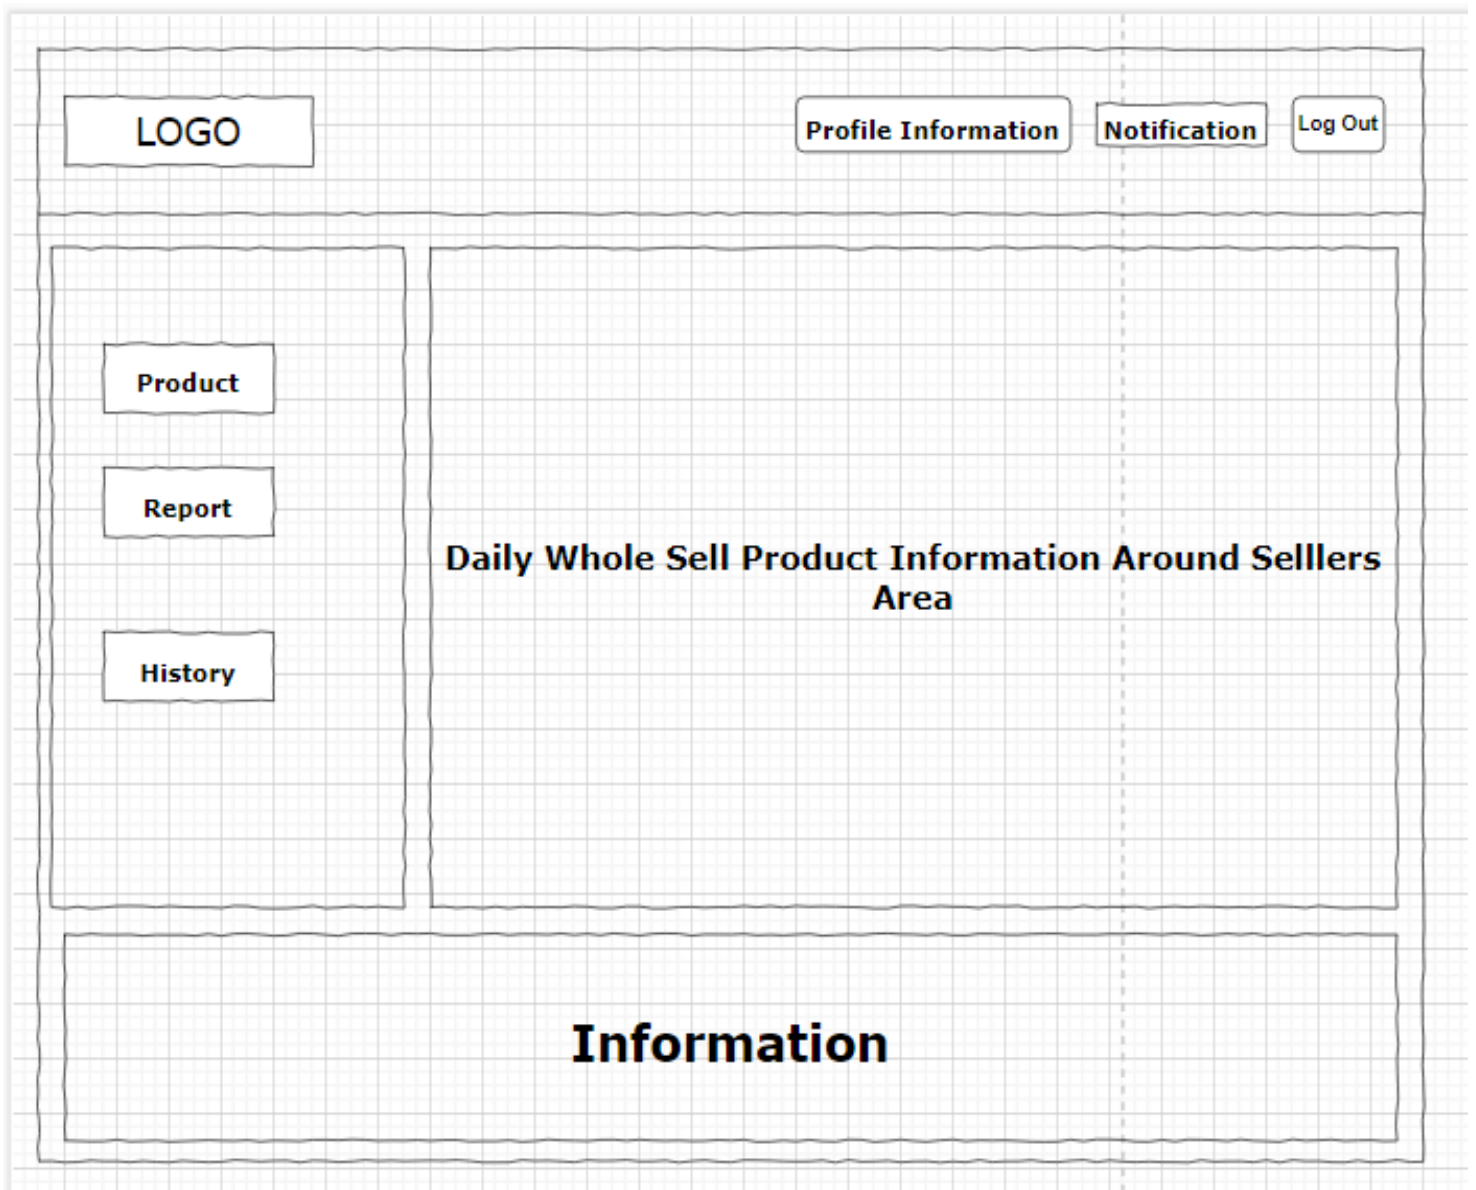 LOGO
Profile Information
Notification
Log Out
Product
Report
History
Daily Whole Sell Product Information Around Selllers
Area
Information